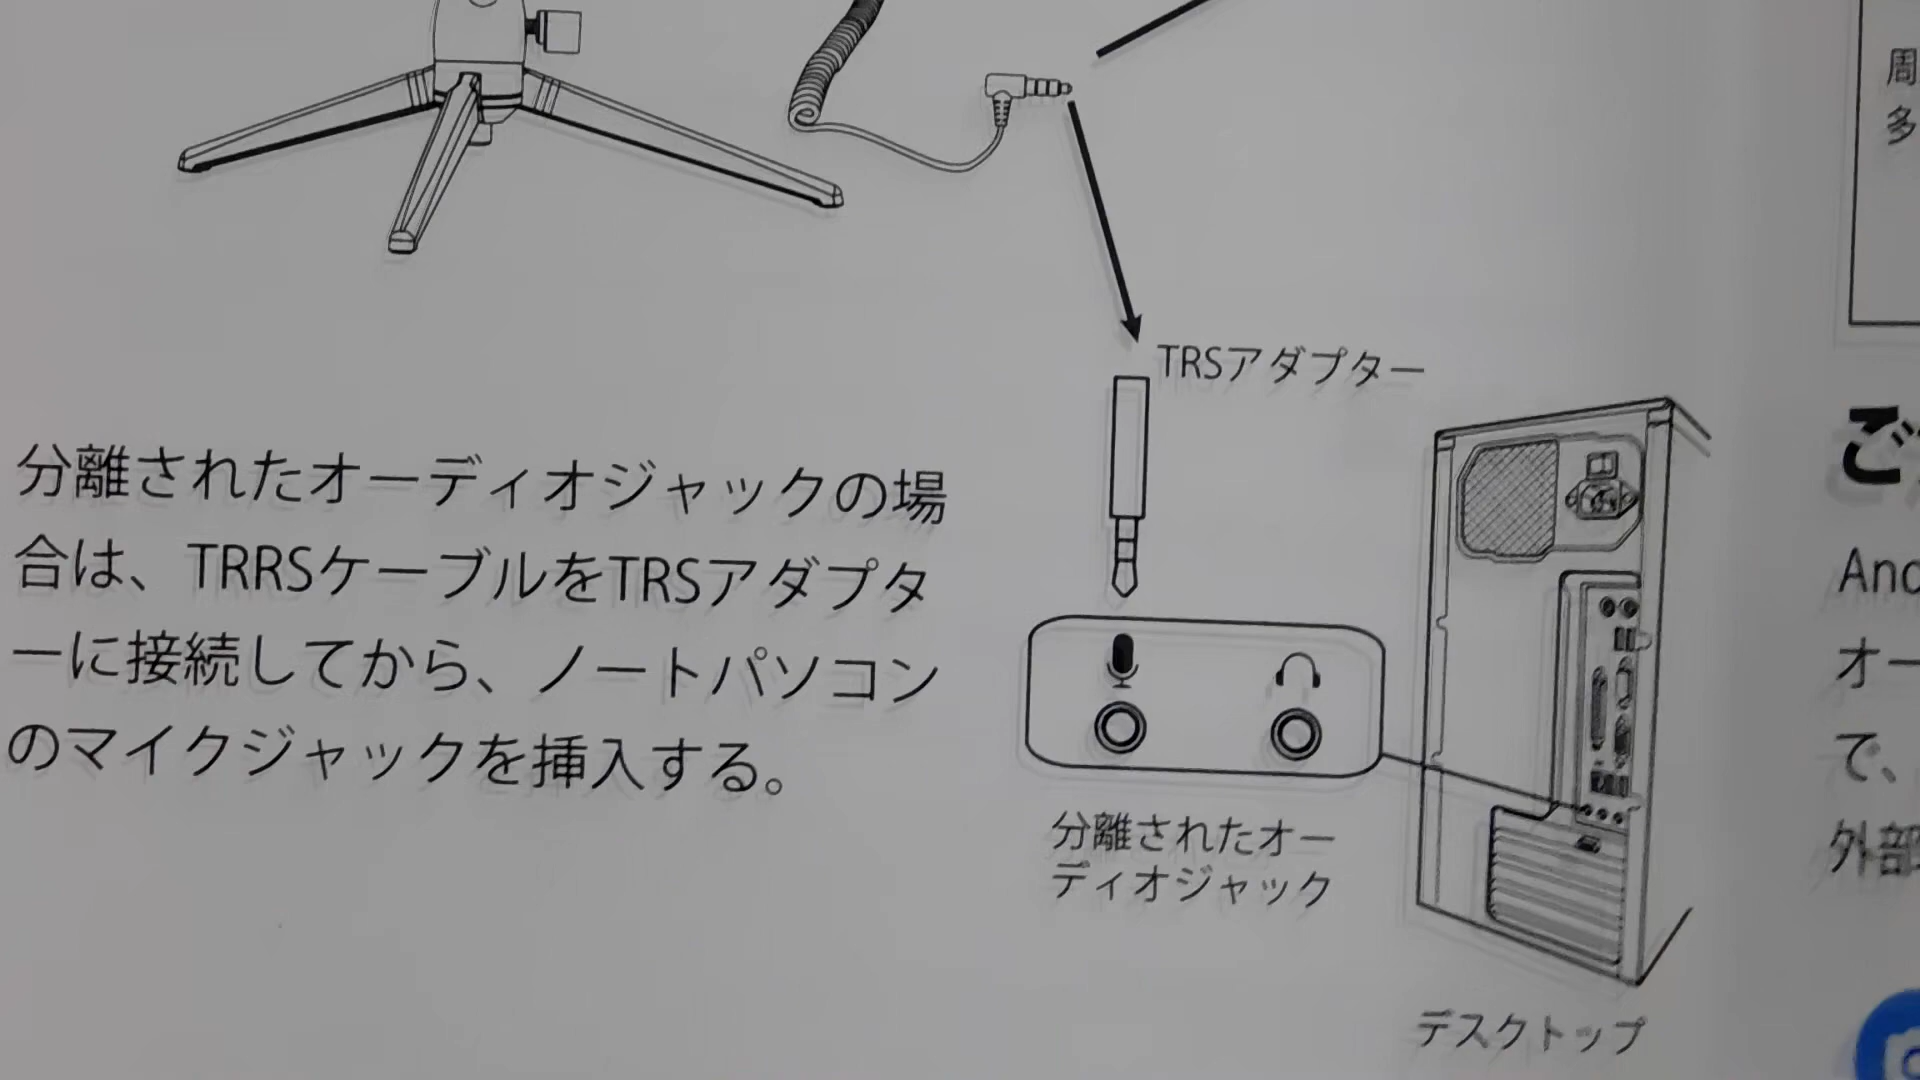 TRSアダプター
分離されたオーディオジャックの場
合は、TRRSケーブルをTRSアダプタ
ーに接続してから、ノートパソコン
のマイクジャックを挿入する。
分離されたオー
ディオジャック
デスクトップ
周
多
ご
And
オー
で、
外部